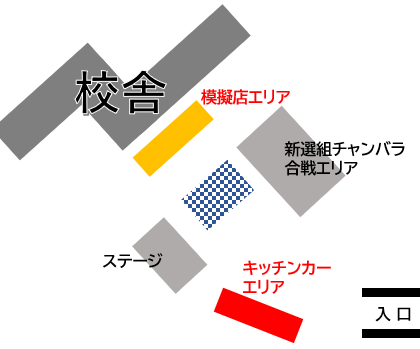 校舎
模擬店エリア
新選組チャンバラ
合戦エリア
ステージ
キッチンカー
エリア
入口